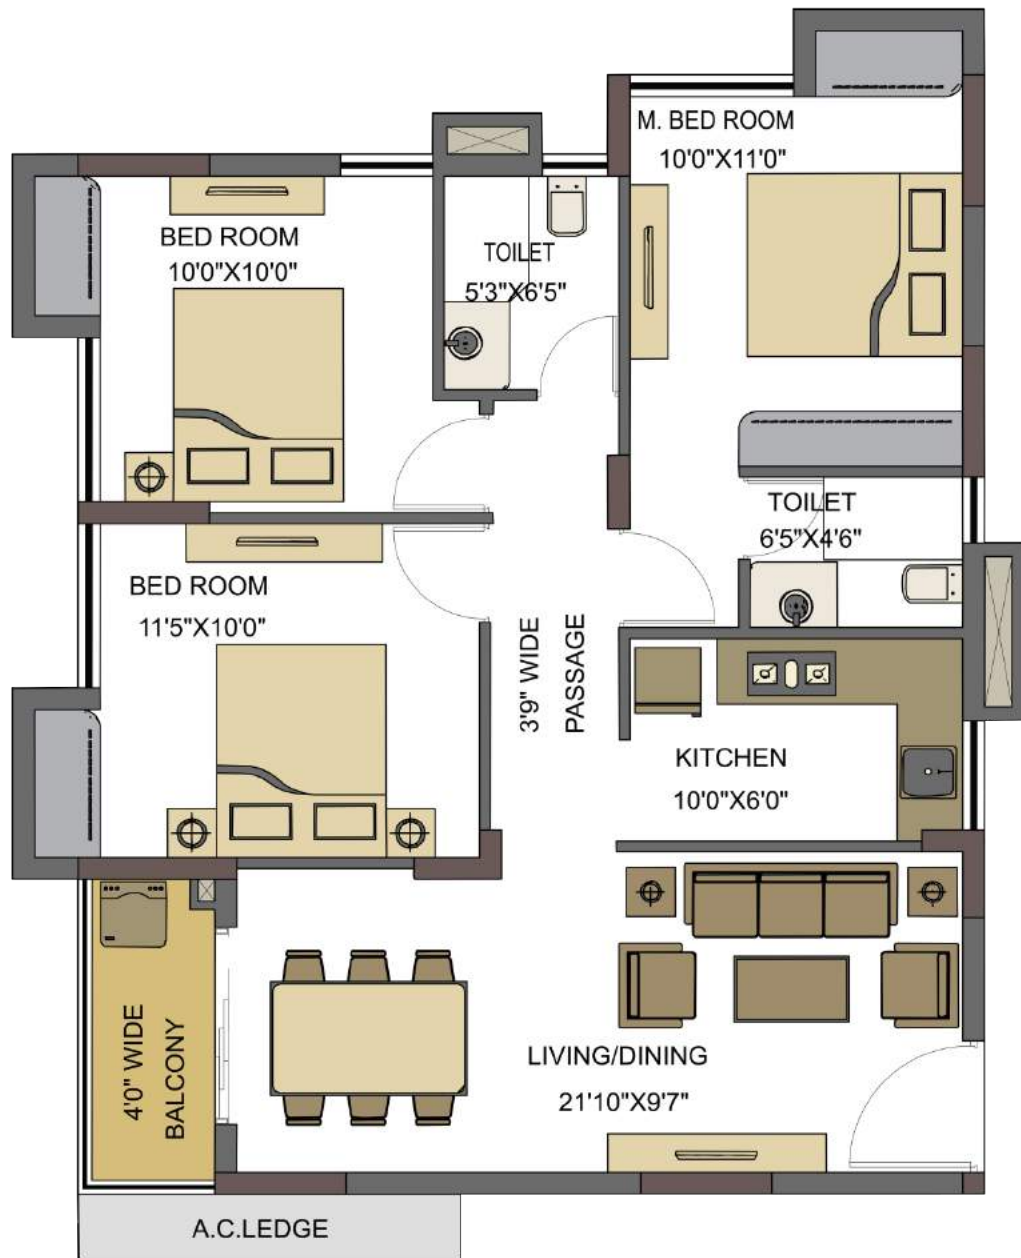 M. BED ROOM
10'0"X11'0"
BED ROOM
10'0"X10'0"
TOILET
5'3"X6'5"
TOILET
6'5"X4'6"
BED ROOM
11'5"X10'0"
3'9" WIDE
PASSAGE
KITCHEN
10'0"X6'0"
4'0" WIDE
BALCONY
LIVING/DINING
21'10"X9'7"
A.C.LEDGE